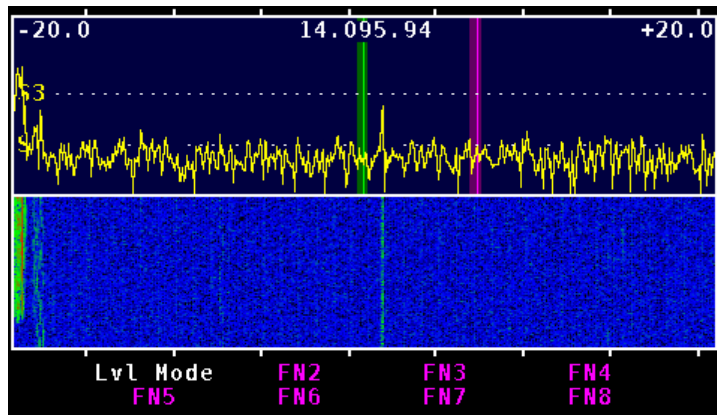 -20.0 14.095.94 +20.0
S3
S
Lvl Mode FN2 FN3 FN4
FN5 FN6 FN7 FN8